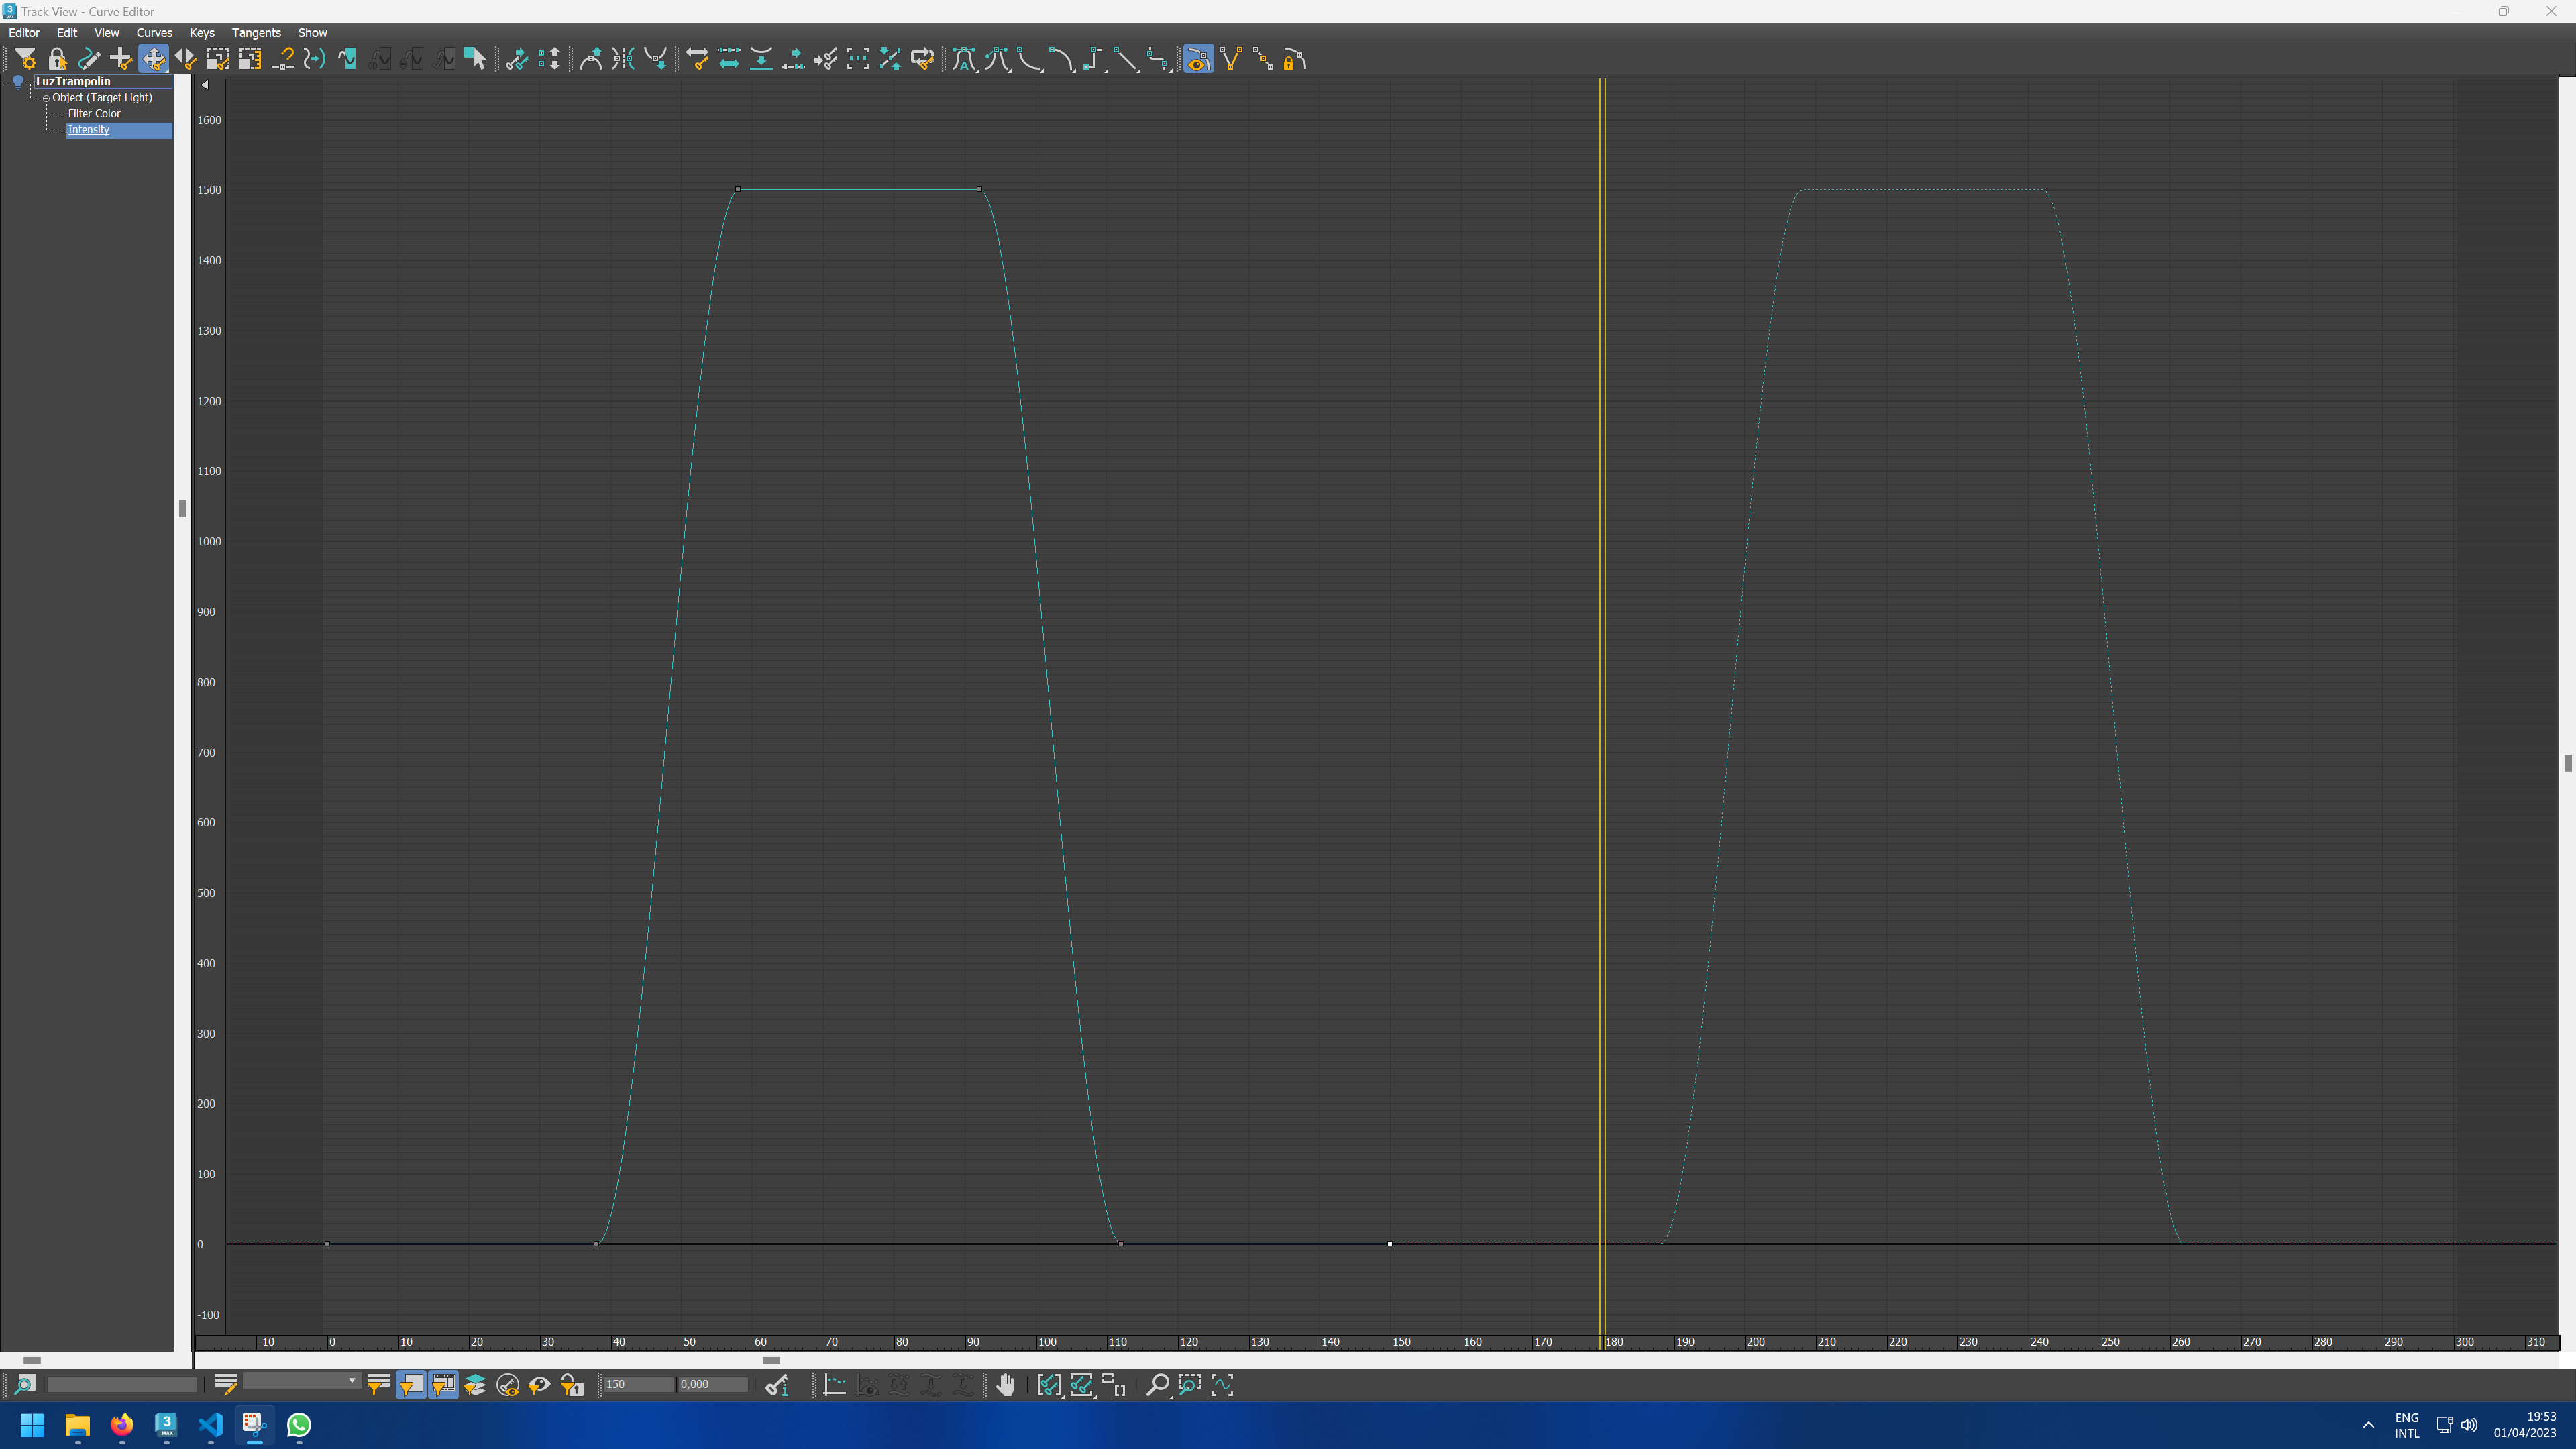 Track View - Curve Editor
Editor Edit View Curves Keys Tangents Show
LuzTrampolin
Object (Target Light)
Filter Color
Intensity
1600
1500
1400
1300
1200
1100
1000
900
800
700
600
500
400
300
200
100
0
-100
-10 0 10 20 30 40 50 60 70 80 90 100 110 120 130 140 150 160 170 180 190 200 210 220 230 240 250 260 270 280 290 300 310
150 0,000
3 MAX
ENG
INTL
19:53
01/04/2023